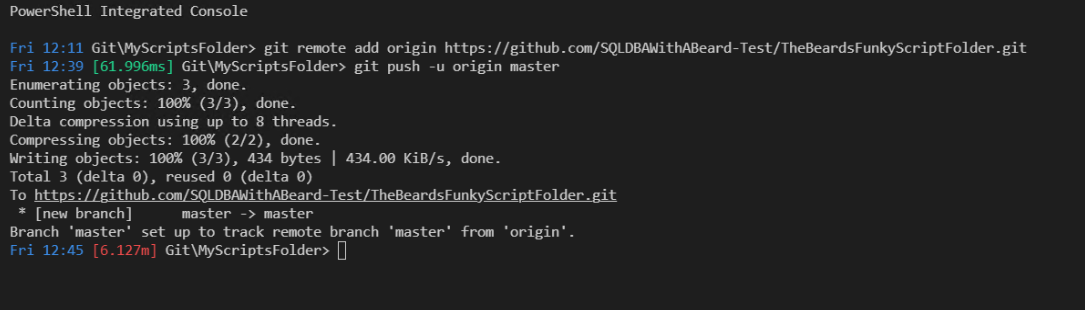 PowerShell Integrated Console
Fri 12:11 Git\MyScriptsFolder> git remote add origin https://github.com/SQLDBAWithABeard-Test/TheBeardsFunkyScriptFolder.git
Fri 12:39 [61.996ms] Git\MyScriptsFolder> git push -u origin master
Enumerating objects: 3, done.
Counting objects: 100% (3/3), done.
Delta compression using up to 8 threads.
Compressing objects: 100% (2/2), done.
Writing objects: 100% (3/3), 434 bytes | 434.00 KiB/s, done.
Total 3 (delta 0), reused 0 (delta 0)
To https://github.com/SQLDBAWithABeard-Test/TheBeardsFunkyScriptFolder.git
 * [new branch]      master -> master
Branch 'master' set up to track remote branch 'master' from 'origin'.
Fri 12:45 [6.127m] Git\MyScriptsFolder>